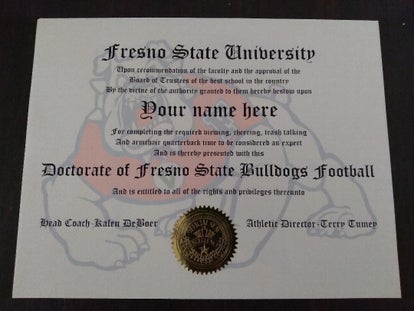 Fresno State University
Upon recommendation of the faculty and the approval of the
Board of Trustees of the best school in the country
By the virtue of the authority granted to them hereby bestow upon
Your name here
For completing the required viewing, cheering, trash talking
And armchair quarterback time to be considered an expert
And is thereby presented with this
Doctorate of Fresno State Bulldogs Football
And is entitled to all of the rights and privileges thereunto
Head Coach-Kalen DeBoer
Athletic Director-Terry Tumey